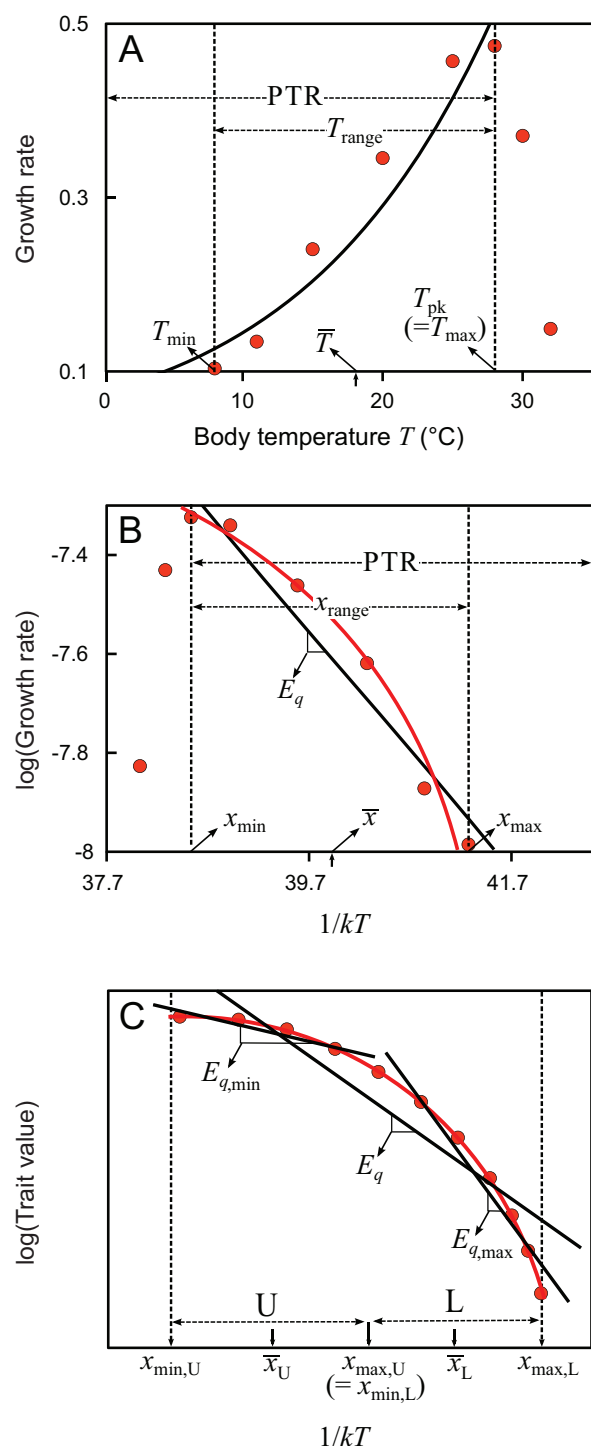 A
0.5
PTR
T_range
Growth rate
0.3
T_pk
(=T_max)
T_min
T̅
0.1
0
10
20
30
Body temperature T (°C)
B
-7.4
PTR
x_range
log(Growth rate)
-7.6
E_q
-7.8
x_min
x̅
x_max
-8
37.7
39.7
41.7
1/kT
C
E_q,min
E_q
log(Trait value)
E_q,max
U
L
x_min,U
x̅_U
x_max,U
x̅_L
x_max,L
(= x_min,L)
1/kT